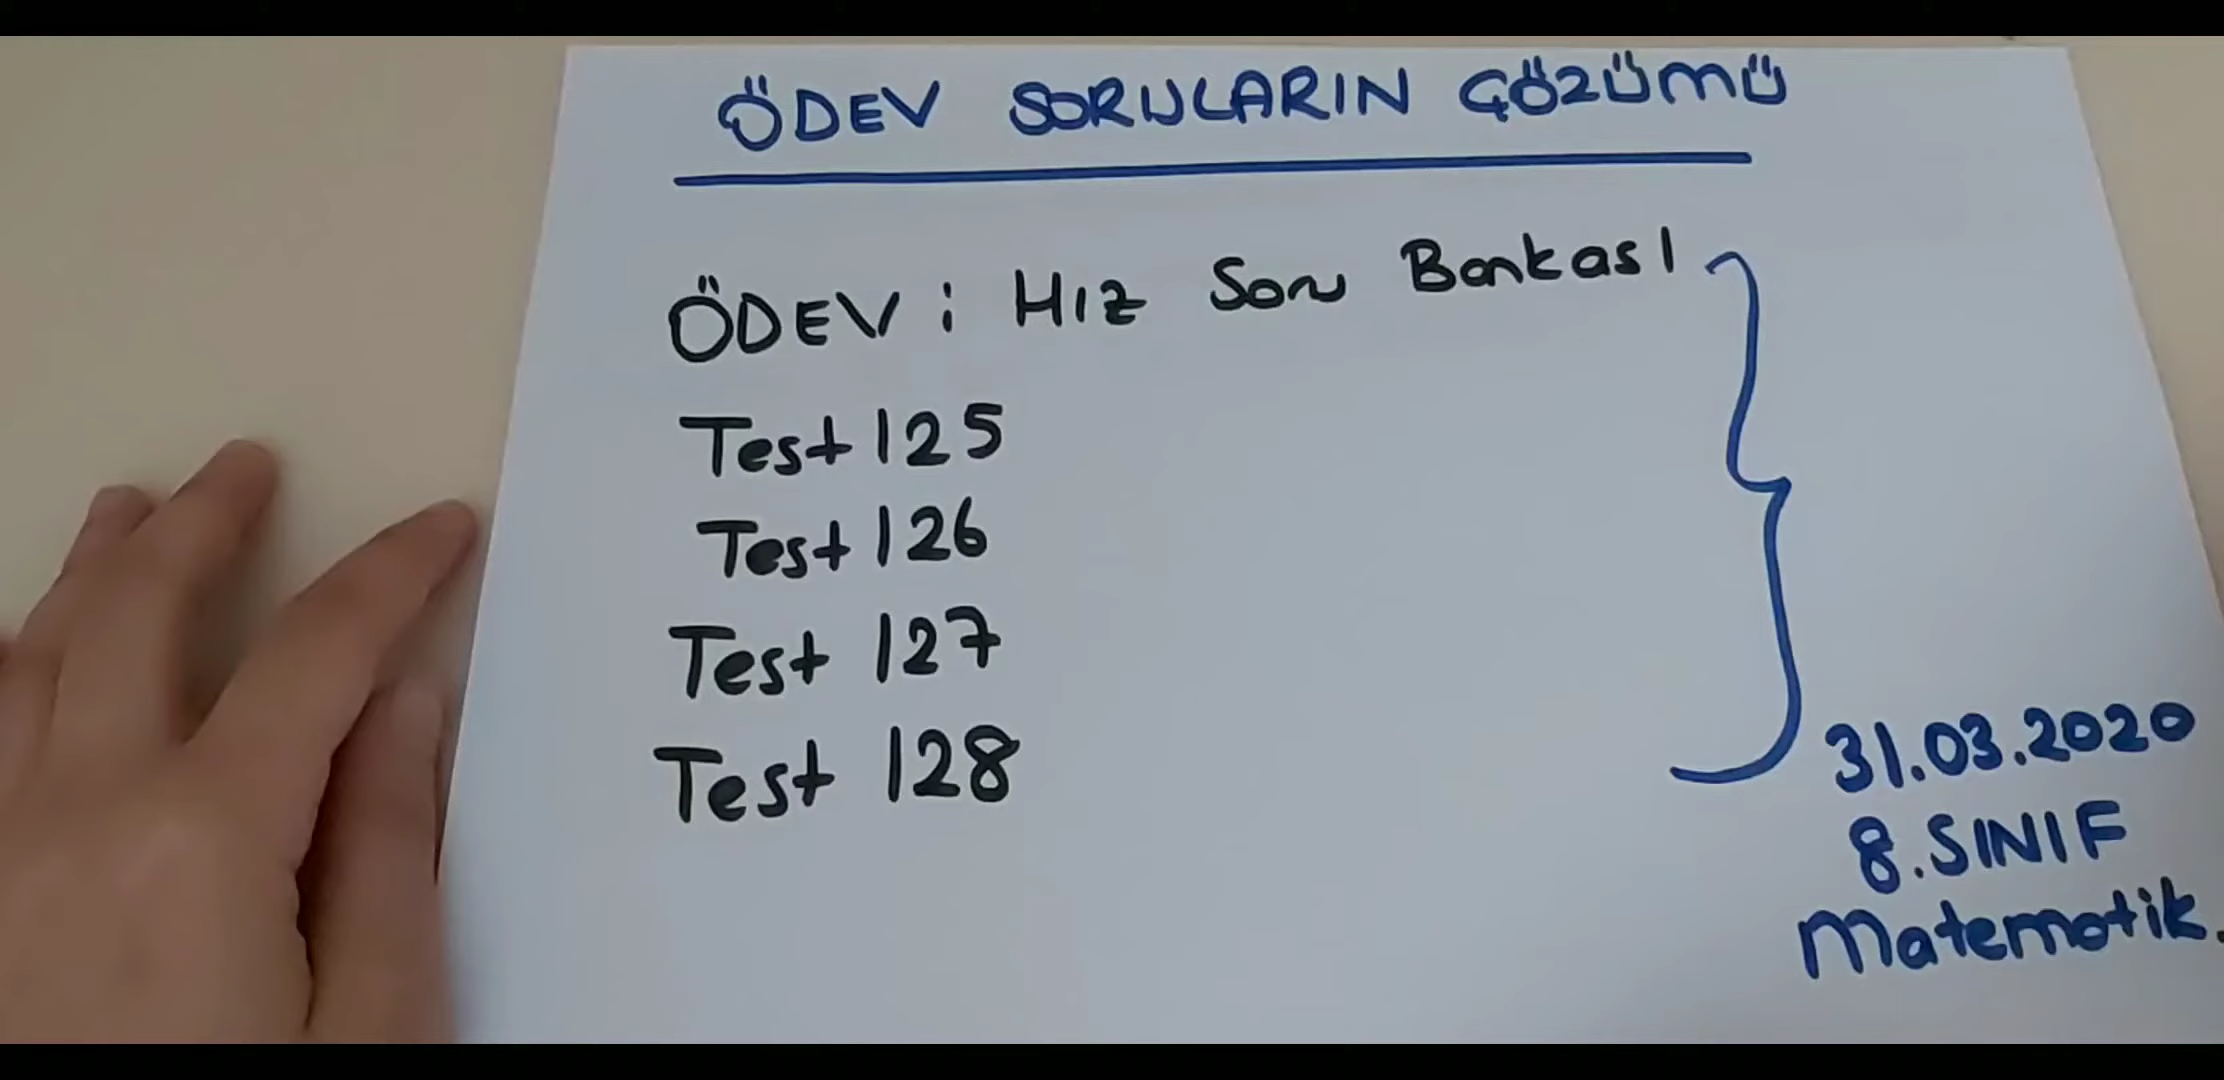 ÖDEV SORULARIN ÇÖZÜMÜ
ÖDEV : HIZ Soru Bankası
Test 125
Test 126
Test 127
Test 128
31.03.2020
8.SINIF
Matematik.